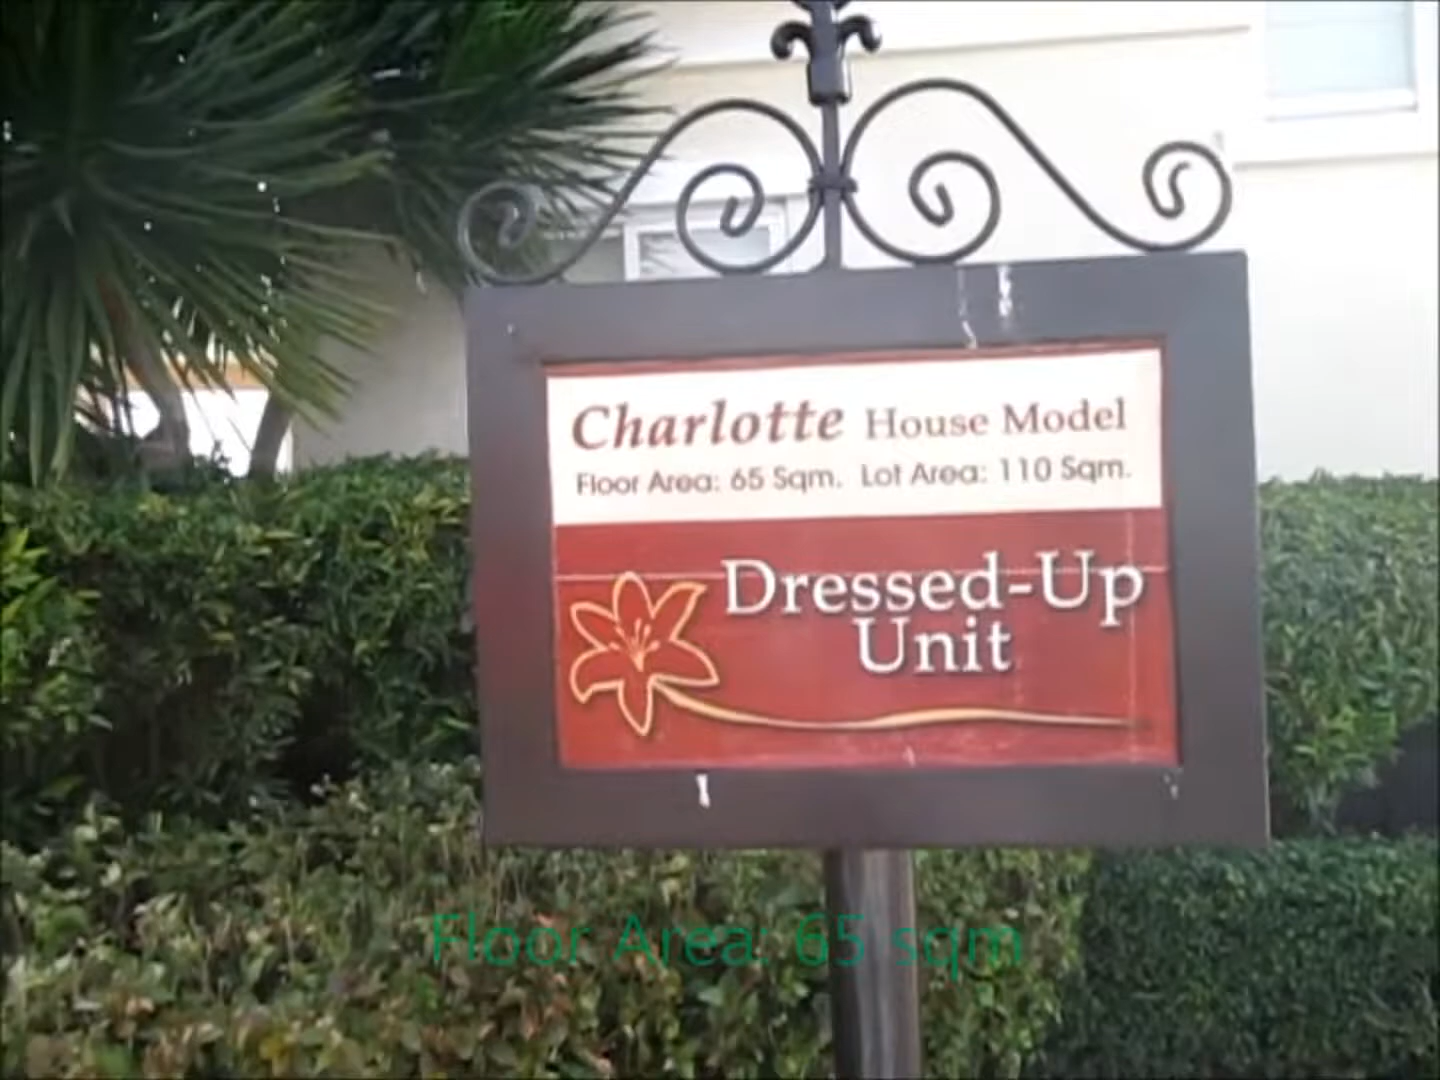 Charlotte House Model
Floor Area: 65 Sqm. Lot Area: 110 Sqm.
Dressed-Up
Unit
Floor Area: 65 sqm